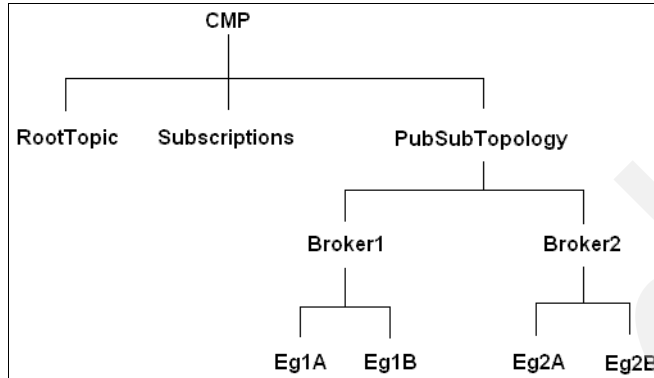 CMP
RootTopic Subscriptions PubSubTopology
Broker1 Broker2
Eg1A Eg1B Eg2A Eg2B